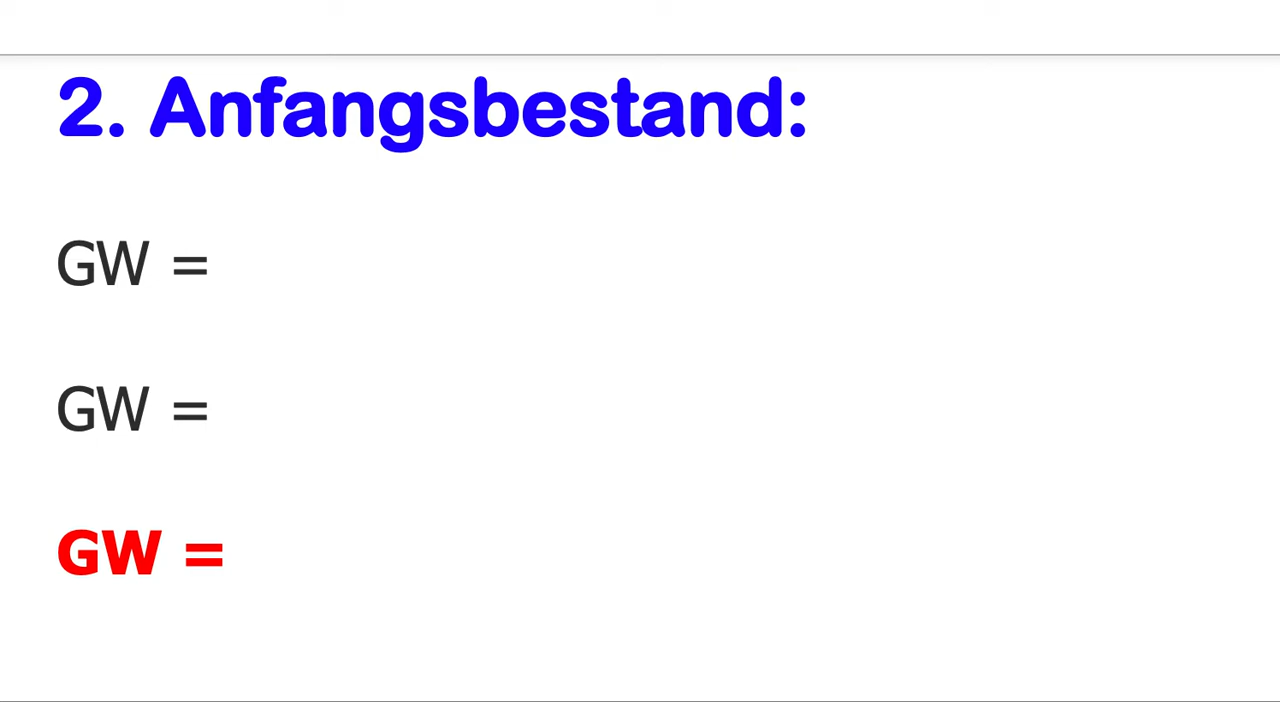 2. Anfangsbestand:
GW =
GW =
GW =